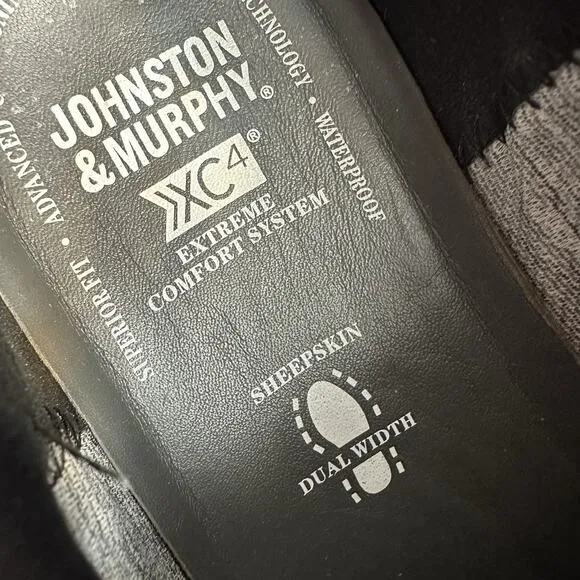 JOHNSTON
& MURPHY®
XC4®
EXTREME
COMFORT SYSTEM
SUPERIOR FIT • ADVANCED
TECHNOLOGY • WATERPROOF
SHEEPSKIN
DUAL WIDTH